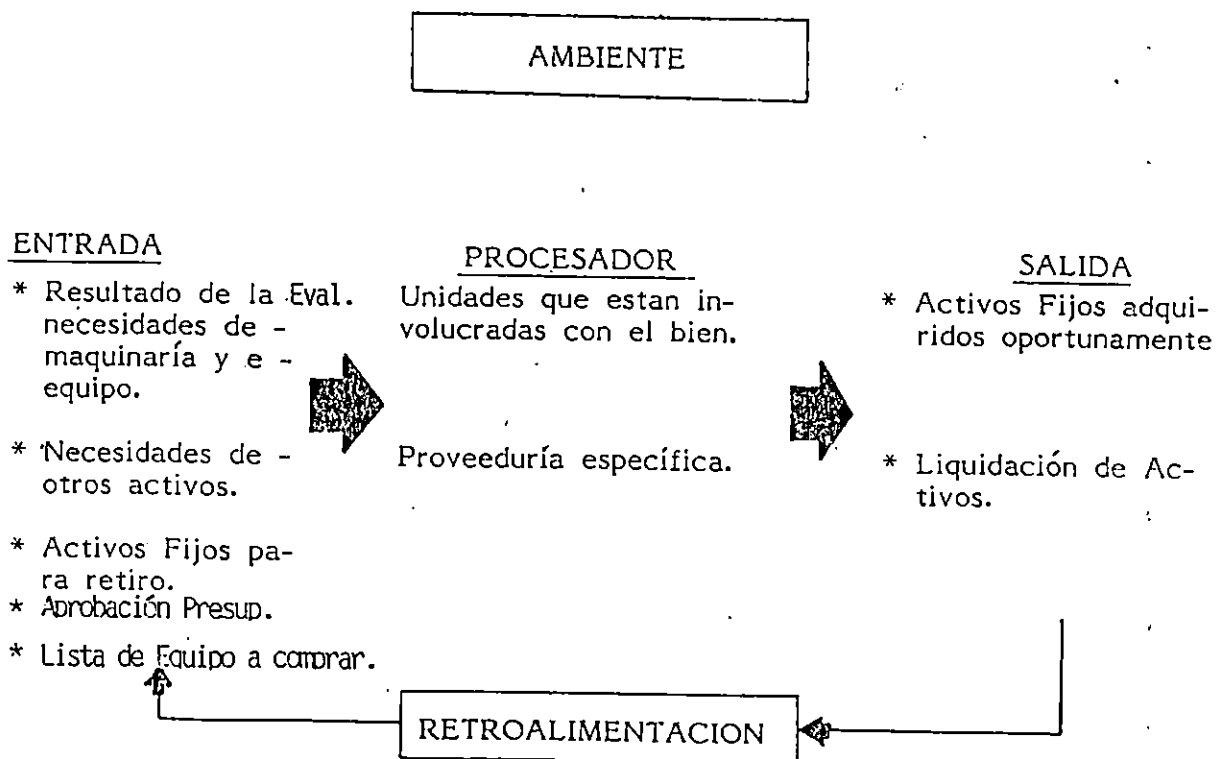 AMBIENTE
ENTRADA
* Resultado de la Eval.
necesidades de -
maquinaría y e -
equipo.
* Necesidades de -
otros activos.
* Activos Fijos pa-
ra retiro.
* Aprobación Presup.
* Lista de Equipo a comprar.
PROCESADOR
Unidades que estan in-
volucradas con el bien.
Proveeduría específica.
SALIDA
* Activos Fijos adqui-
ridos oportunamente
* Liquidación de Ac-
tivos.
RETROALIMENTACION